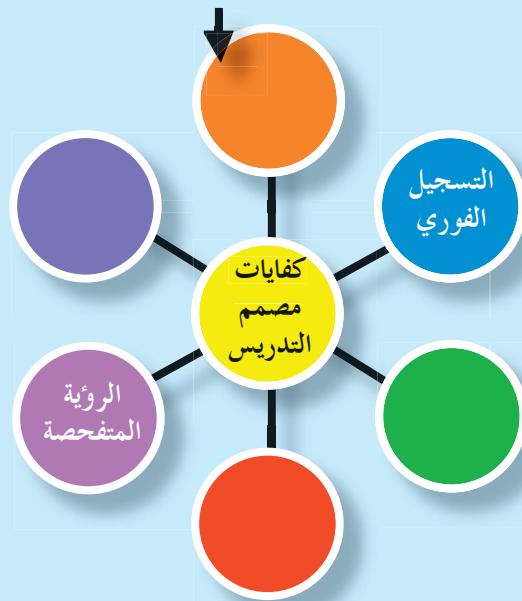 التسجيل
الفوري
كفايات
مصمم
التدريس
الرؤية
المتفحصة